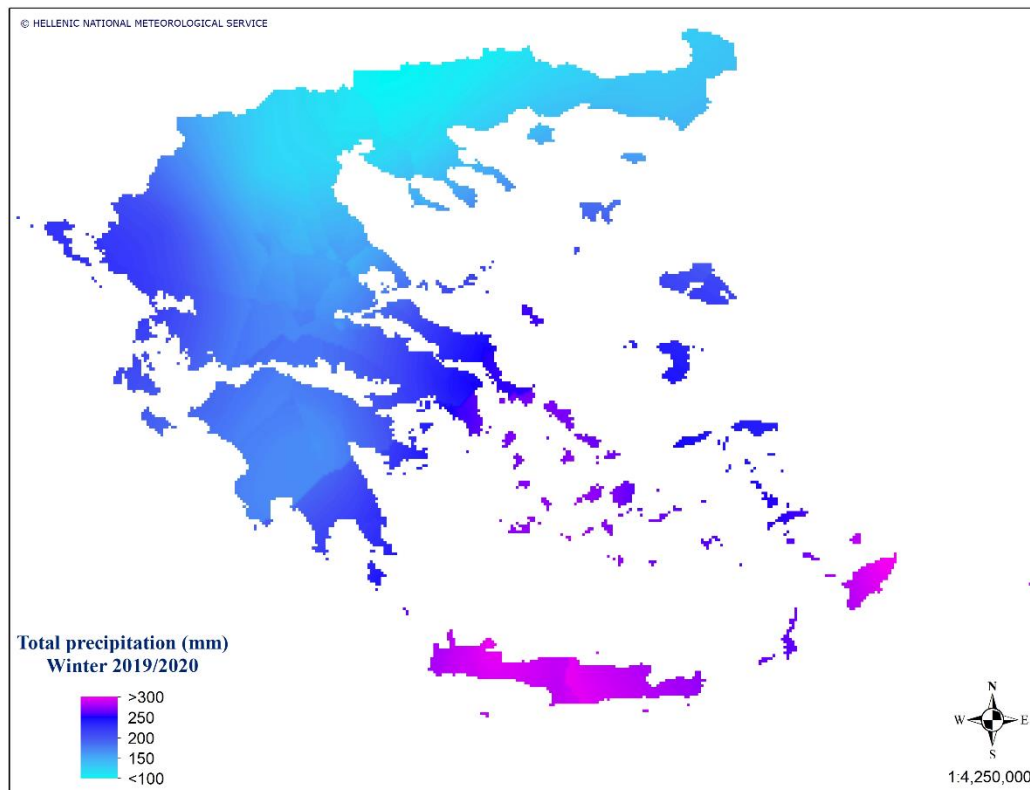 © HELLENIC NATIONAL METEOROLOGICAL SERVICE
Total precipitation (mm)
Winter 2019/2020
>300
250
200
150
<100
N
W E
S
1:4,250,000